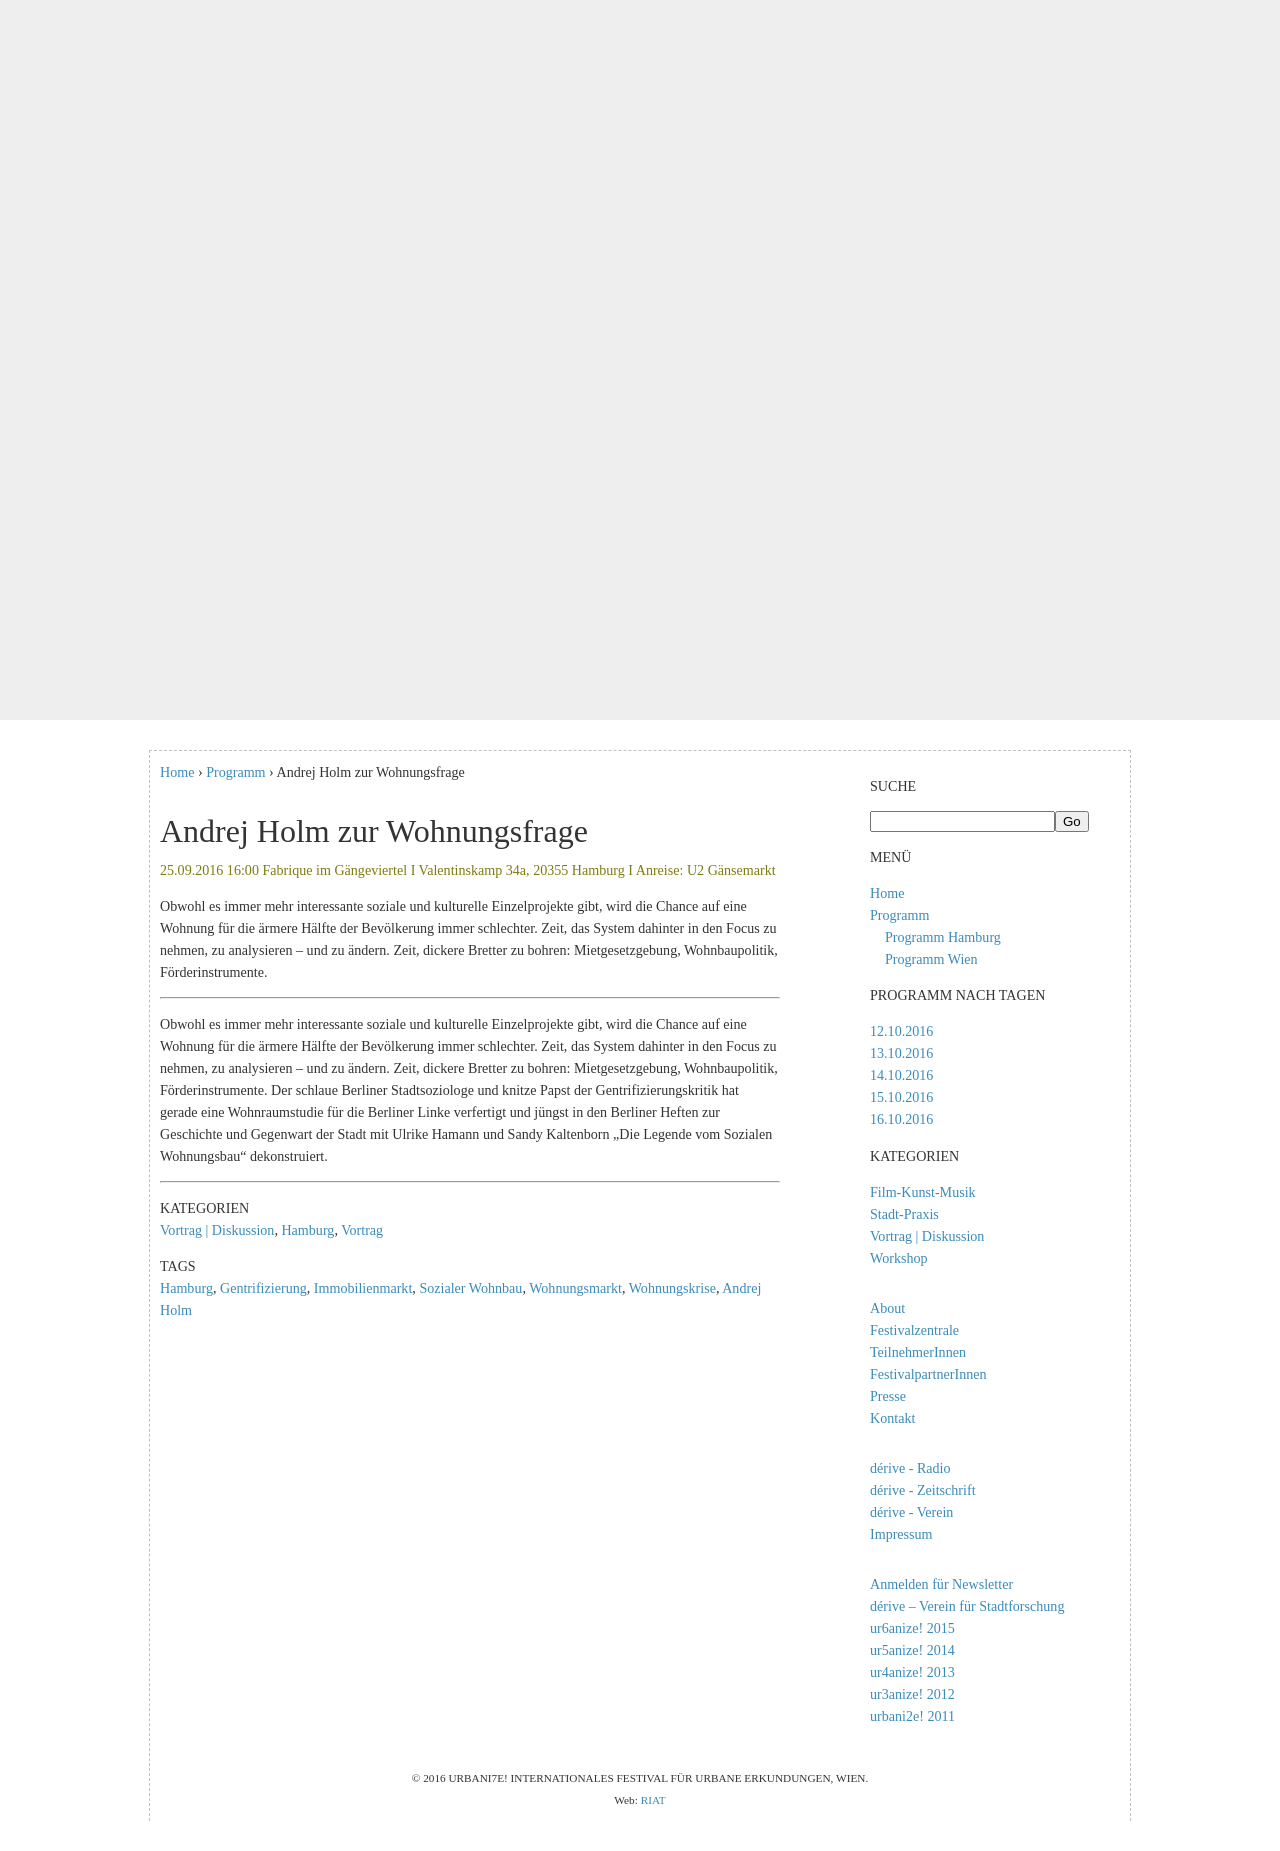 Home › Programm › Andrej Holm zur Wohnungsfrage
Andrej Holm zur Wohnungsfrage
25.09.2016 16:00 Fabrique im Gängeviertel I Valentinskamp 34a, 20355 Hamburg I Anreise: U2 Gänsemarkt
Obwohl es immer mehr interessante soziale und kulturelle Einzelprojekte gibt, wird die Chance auf eine
Wohnung für die ärmere Hälfte der Bevölkerung immer schlechter. Zeit, das System dahinter in den Focus zu
nehmen, zu analysieren – und zu ändern. Zeit, dickere Bretter zu bohren: Mietgesetzgebung, Wohnbaupolitik,
Förderinstrumente.
Obwohl es immer mehr interessante soziale und kulturelle Einzelprojekte gibt, wird die Chance auf eine
Wohnung für die ärmere Hälfte der Bevölkerung immer schlechter. Zeit, das System dahinter in den Focus zu
nehmen, zu analysieren – und zu ändern. Zeit, dickere Bretter zu bohren: Mietgesetzgebung, Wohnbaupolitik,
Förderinstrumente. Der schlaue Berliner Stadtsoziologe und knitze Papst der Gentrifizierungskritik hat
gerade eine Wohnraumstudie für die Berliner Linke verfertigt und jüngst in den Berliner Heften zur
Geschichte und Gegenwart der Stadt mit Ulrike Hamann und Sandy Kaltenborn „Die Legende vom Sozialen
Wohnungsbau“ dekonstruiert.
KATEGORIEN
Vortrag | Diskussion, Hamburg, Vortrag
TAGS
Hamburg, Gentrifizierung, Immobilienmarkt, Sozialer Wohnbau, Wohnungsmarkt, Wohnungskrise, Andrej
Holm
SUCHE
Go
MENÜ
Home
Programm
Programm Hamburg
Programm Wien
PROGRAMM NACH TAGEN
12.10.2016
13.10.2016
14.10.2016
15.10.2016
16.10.2016
KATEGORIEN
Film-Kunst-Musik
Stadt-Praxis
Vortrag | Diskussion
Workshop
About
Festivalzentrale
TeilnehmerInnen
FestivalpartnerInnen
Presse
Kontakt
dérive - Radio
dérive - Zeitschrift
dérive - Verein
Impressum
Anmelden für Newsletter
dérive – Verein für Stadtforschung
ur6anize! 2015
ur5anize! 2014
ur4anize! 2013
ur3anize! 2012
urbani2e! 2011
© 2016 URBANI7E! INTERNATIONALES FESTIVAL FÜR URBANE ERKUNDUNGEN, WIEN.
Web: RIAT